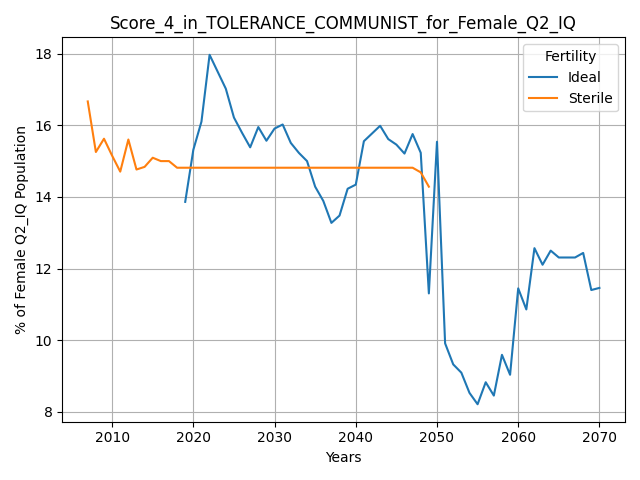 Score_4_in_TOLERANCE_COMMUNIST_for_Female_Q2_IQ
Fertility
Ideal
Sterile
% of Female Q2_IQ Population
18
16
14
12
10
8
2010 2020 2030 2040 2050 2060 2070
Years